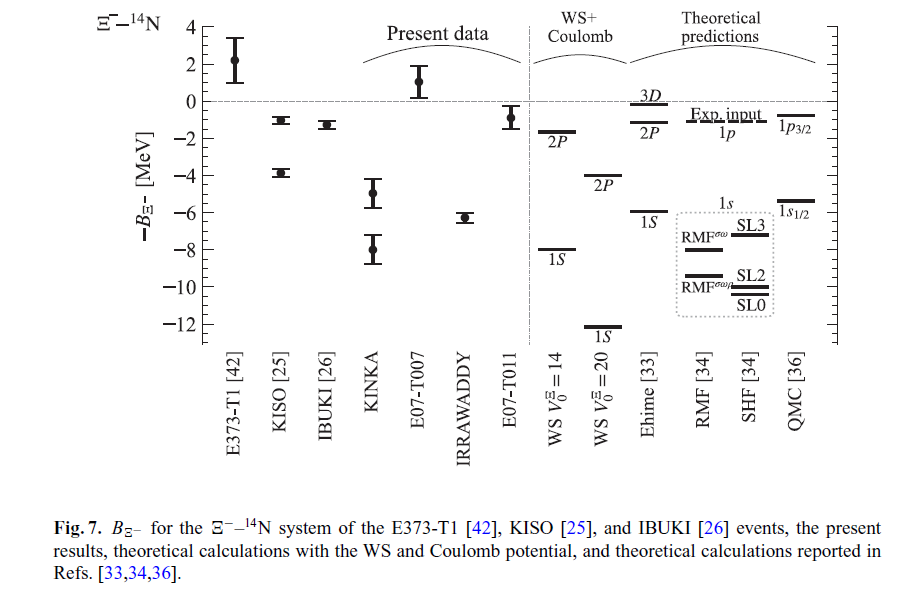 Ξ⁻–¹⁴N
Present data
WS+
Coulomb
Theoretical
predictions
−B_Ξ⁻ [MeV]
4
2
0
−2
−4
−6
−8
−10
−12
2P
1S
2P
1S
3D
2P
1S
Exp. input
1p
1s
RMF^σω
RMF^σωρ
SL3
SL2
SL0
1p3/2
1s1/2
E373-T1 [42]
KISO [25]
IBUKI [26]
KINKA
E07-T007
IRRAWADDY
E07-T011
WS V₀^Ξ = 14
WS V₀^Ξ = 20
Ehime [33]
RMF [34]
SHF [34]
QMC [36]
Fig. 7. B_Ξ⁻ for the Ξ⁻–¹⁴N system of the E373-T1 [42], KISO [25], and IBUKI [26] events, the present
results, theoretical calculations with the WS and Coulomb potential, and theoretical calculations reported in
Refs. [33,34,36].